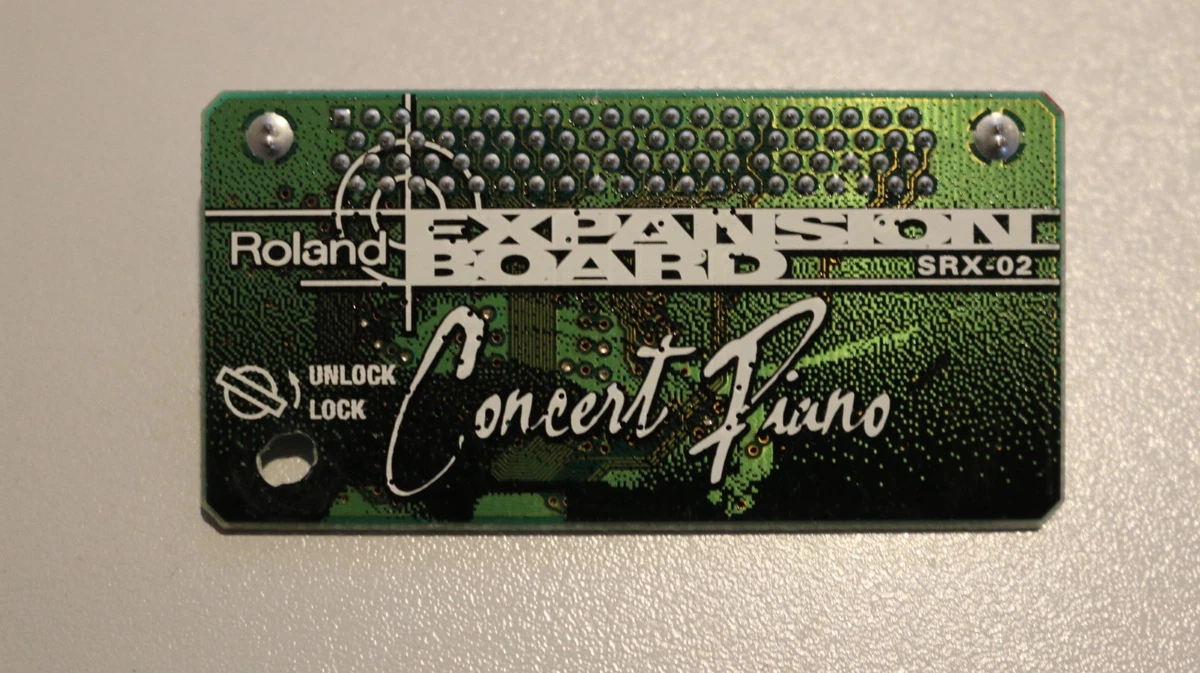 Roland EXPANSION
BOARD SRX-02
Concert Piano
UNLOCK
LOCK